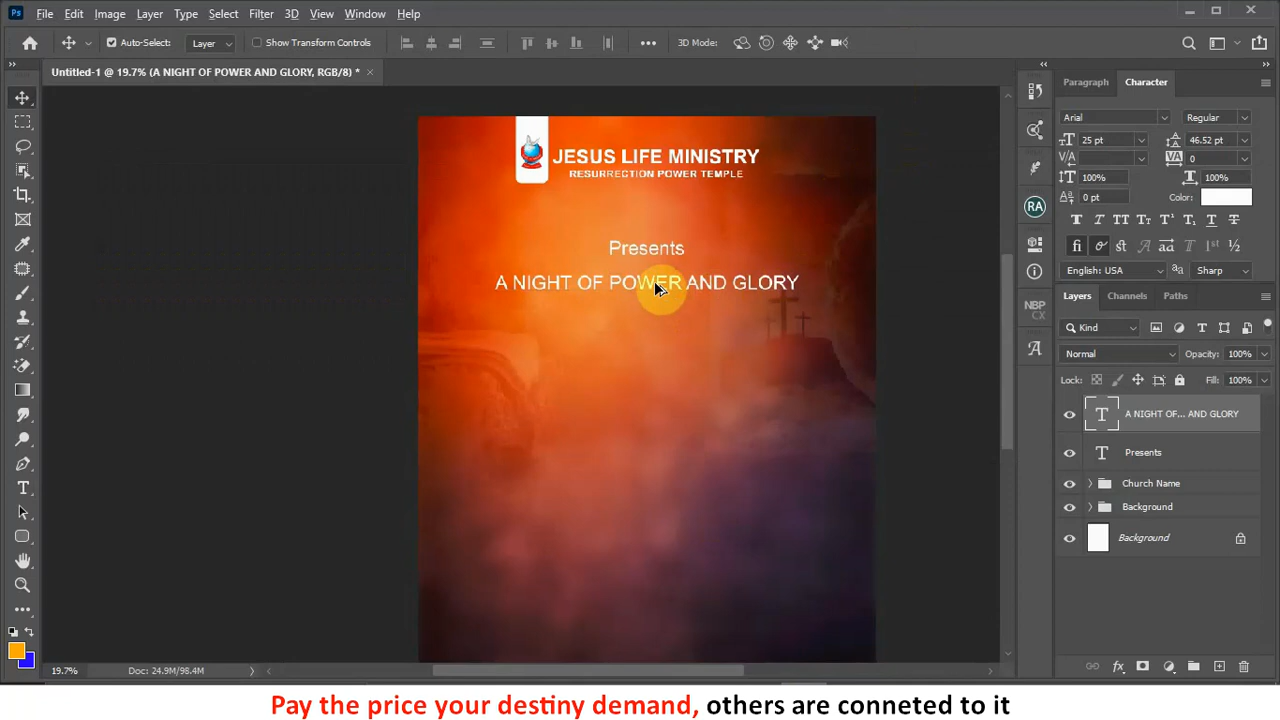 Ps File Edit Image Layer Type Select Filter 3D View Window Help
Auto-Select: Layer Show Transform Controls 3D Mode:
Untitled-1 @ 19.7% (A NIGHT OF POWER AND GLORY, RGB/8) *
JESUS LIFE MINISTRY
RESURRECTION POWER TEMPLE
Presents
A NIGHT OF POWER AND GLORY
Paragraph Character
Arial Regular
25 pt 46.52 pt
0
100% 100%
0 pt Color:
English: USA Sharp
RA
NBP
CX
Layers Channels Paths
Kind
Normal Opacity: 100%
Lock: Fill: 100%
A NIGHT OF... AND GLORY
Presents
Church Name
Background
Background
19.7% Doc: 24.9M/98.4M
Pay the price your destiny demand, others are conneted to it